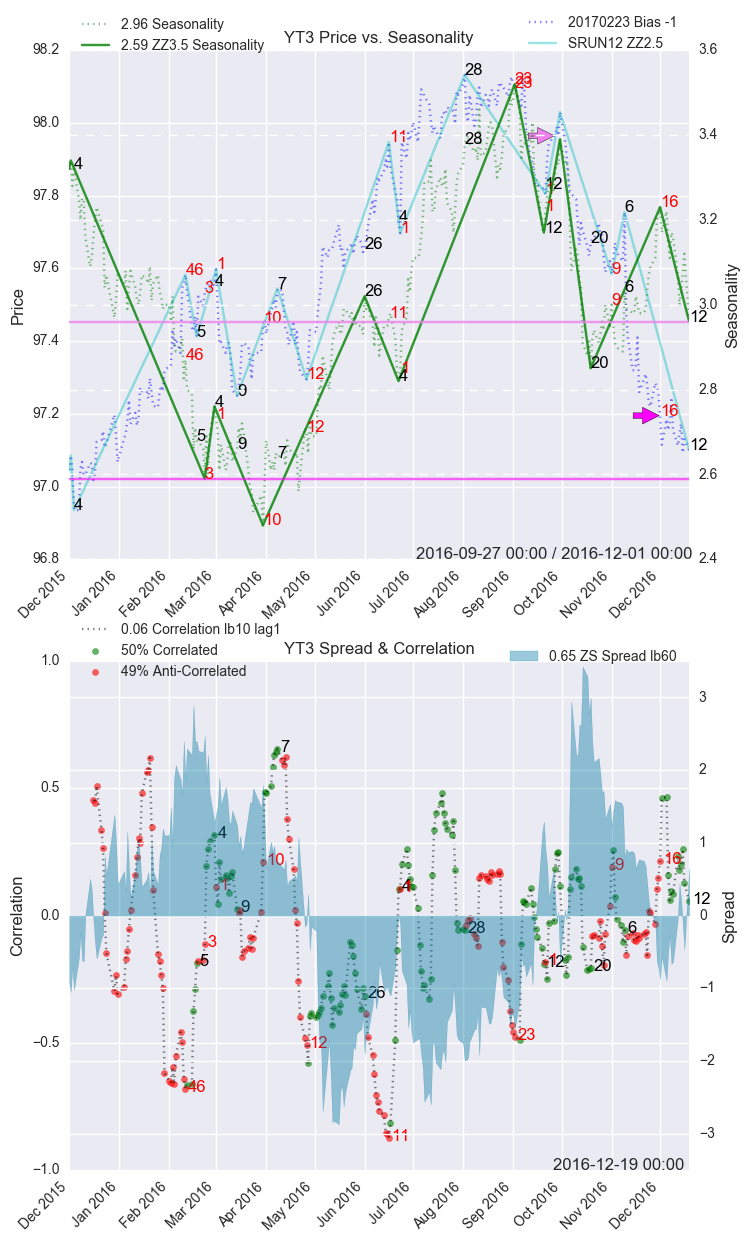 2.96 Seasonality
2.59 ZZ3.5 Seasonality
YT3 Price vs. Seasonality
20170223 Bias -1
SRUN12 ZZ2.5
98.2
98.0
97.8
97.6
97.4
97.2
97.0
96.8
Price
3.6
3.4
3.2
3.0
2.8
2.6
2.4
Seasonality
4
4
46
46
3
1
4
5
5
4
1
3
9
9
10
10
7
7
12
12
26
26
11
11
4
1
1
4
28
28
23
23
12
1
12
20
20
9
9
6
6
16
16
12
12
2016-09-27 00:00 / 2016-12-01 00:00
Dec 2015
Jan 2016
Feb 2016
Mar 2016
Apr 2016
May 2016
Jun 2016
Jul 2016
Aug 2016
Sep 2016
Oct 2016
Nov 2016
Dec 2016
0.06 Correlation lb10 lag1
50% Correlated
49% Anti-Correlated
YT3 Spread & Correlation
0.65 ZS Spread lb60
1.0
0.5
0.0
−0.5
−1.0
Correlation
3
2
1
0
−1
−2
−3
Spread
46
5
3
4
1
9
10
7
12
26
11
4
28
23
1
12
20
9
6
16
12
2016-12-19 00:00
Dec 2015
Jan 2016
Feb 2016
Mar 2016
Apr 2016
May 2016
Jun 2016
Jul 2016
Aug 2016
Sep 2016
Oct 2016
Nov 2016
Dec 2016